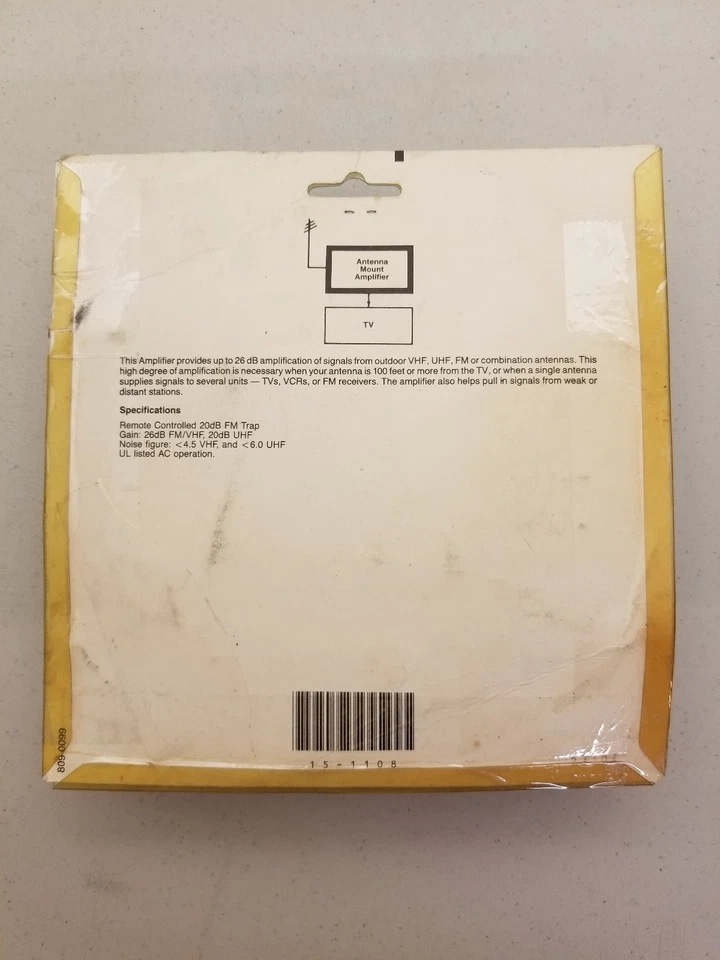 Antenna
Mount
Amplifier
TV
This Amplifier provides up to 26 dB amplification of signals from outdoor VHF, UHF, FM or combination antennas. This
high degree of amplification is necessary when your antenna is 100 feet or more from the TV, or when a single antenna
supplies signals to several units — TVs, VCRs, or FM receivers. The amplifier also helps pull in signals from weak or
distant stations.
Specifications
Remote Controlled 20dB FM Trap
Gain: 26dB FM/VHF, 20dB UHF
Noise figure: <4.5 VHF, and <6.0 UHF
UL listed AC operation.
809-0099
15-1108